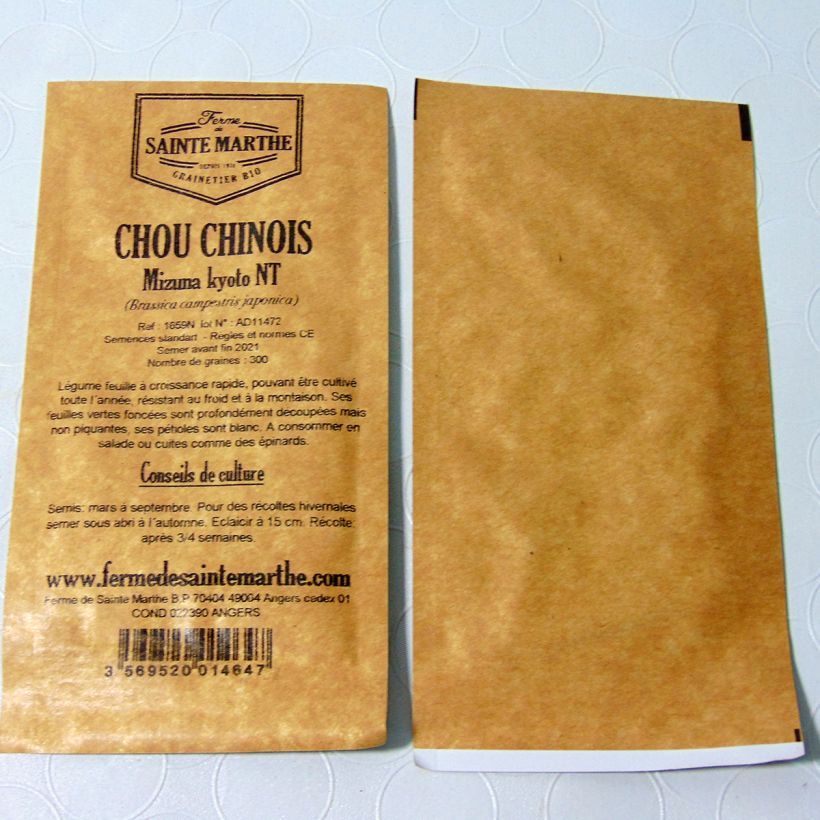 Ferme
de
SAINTE MARTHE
DEPUIS 1926
GRAINETIER BIO
CHOU CHINOIS
Mizuna kyoto NT
(Brassica campestris japonica)
Réf : 1659N lot N° : AD11472
Semences standart - Règles et normes CE
Semer avant fin 2021
Nombre de graines : 300
Légume feuille à croissance rapide, pouvant être cultivé
toute l'année, résistant au froid et à la montaison. Ses
feuilles vertes foncées sont profondément découpées mais
non piquantes, ses pétioles sont blanc. A consommer en
salade ou cuites comme des épinards.
Conseils de culture
Semis: mars à septembre. Pour des récoltes hivernales
semer sous abri à l'automne. Eclaicir à 15 cm. Récolte:
après 3/4 semaines.
www.fermedesaintemarthe.com
Ferme de Sainte Marthe B.P 70404 49004 Angers cedex 01
COND 022390 ANGERS
3 569520 014647